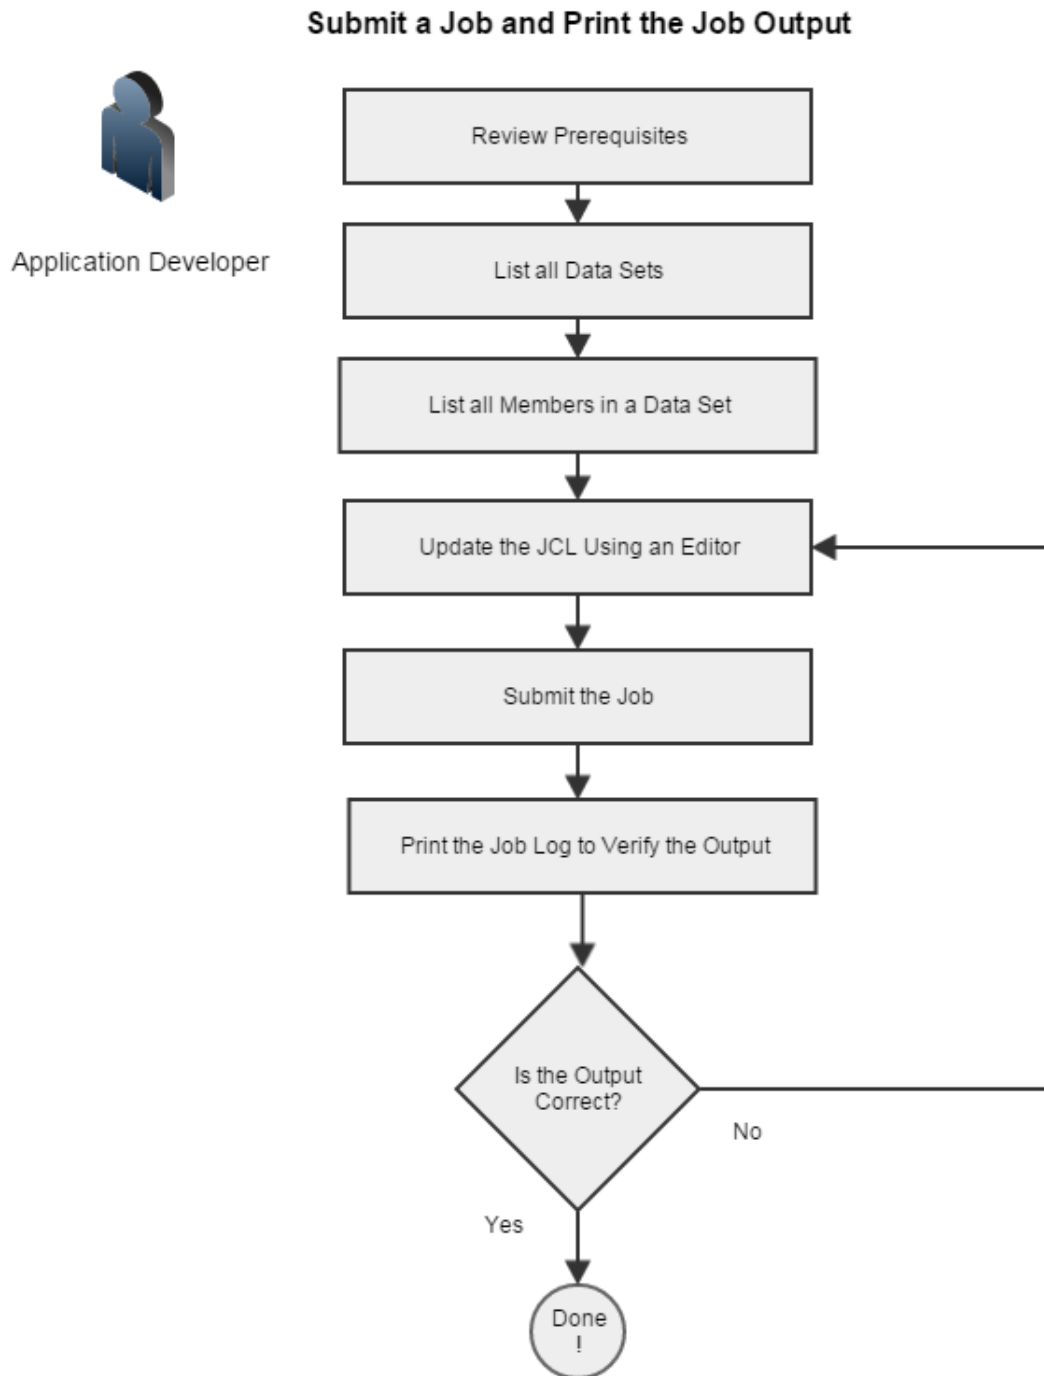 Submit a Job and Print the Job Output
Application Developer
Review Prerequisites
List all Data Sets
List all Members in a Data Set
Update the JCL Using an Editor
Submit the Job
Print the Job Log to Verify the Output
Is the Output
Correct?
No
Yes
Done
!